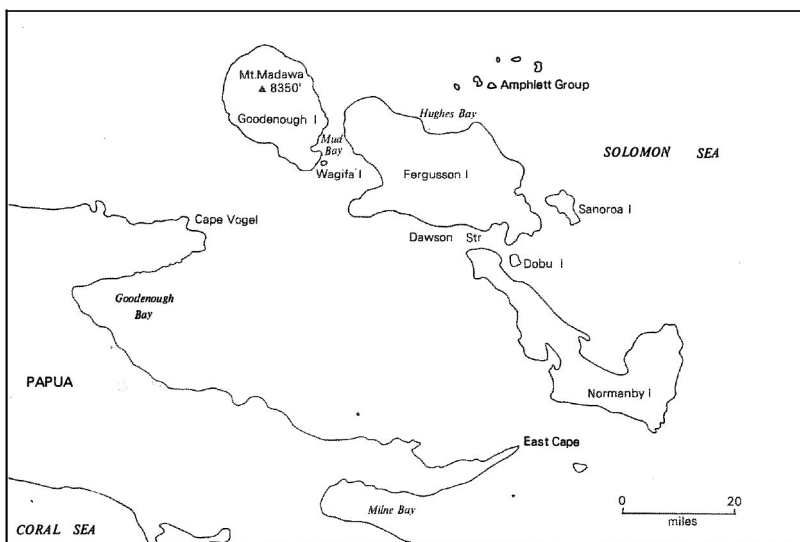 Mt.Madawa
8350'
Goodenough I
Mud
Bay
Wagifa I
Amphlett Group
Hughes Bay
SOLOMON SEA
Fergusson I
Sanoroa I
Cape Vogel
Dawson Str
Dobu I
Goodenough
Bay
PAPUA
Normanby I
East Cape
0 20
miles
Milne Bay
CORAL SEA